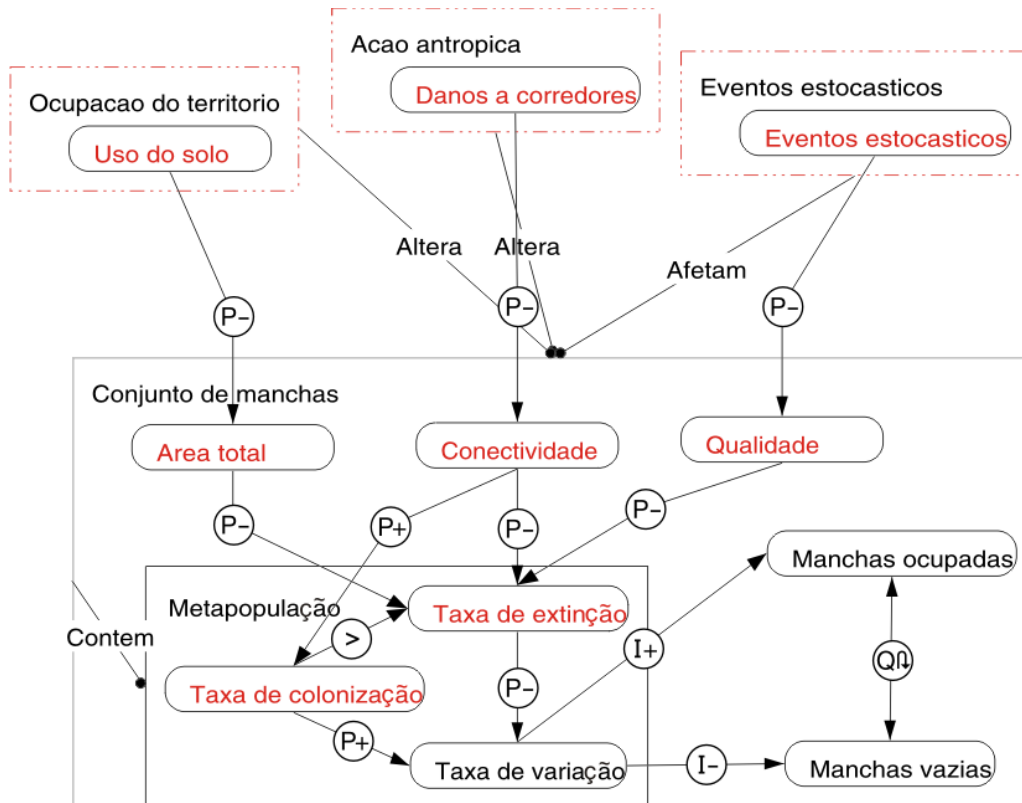 Acao antropica
Danos a corredores
Ocupacao do territorio
Uso do solo
Eventos estocasticos
Eventos estocasticos
Altera
Altera
Afetam
P−
P−
P−
Conjunto de manchas
Area total
Conectividade
Qualidade
P−
P+
P−
P−
Manchas ocupadas
Metapopulação
Taxa de extinção
>
Contem
I+
Q
Taxa de colonização
P−
P+
Taxa de variação
I−
Manchas vazias